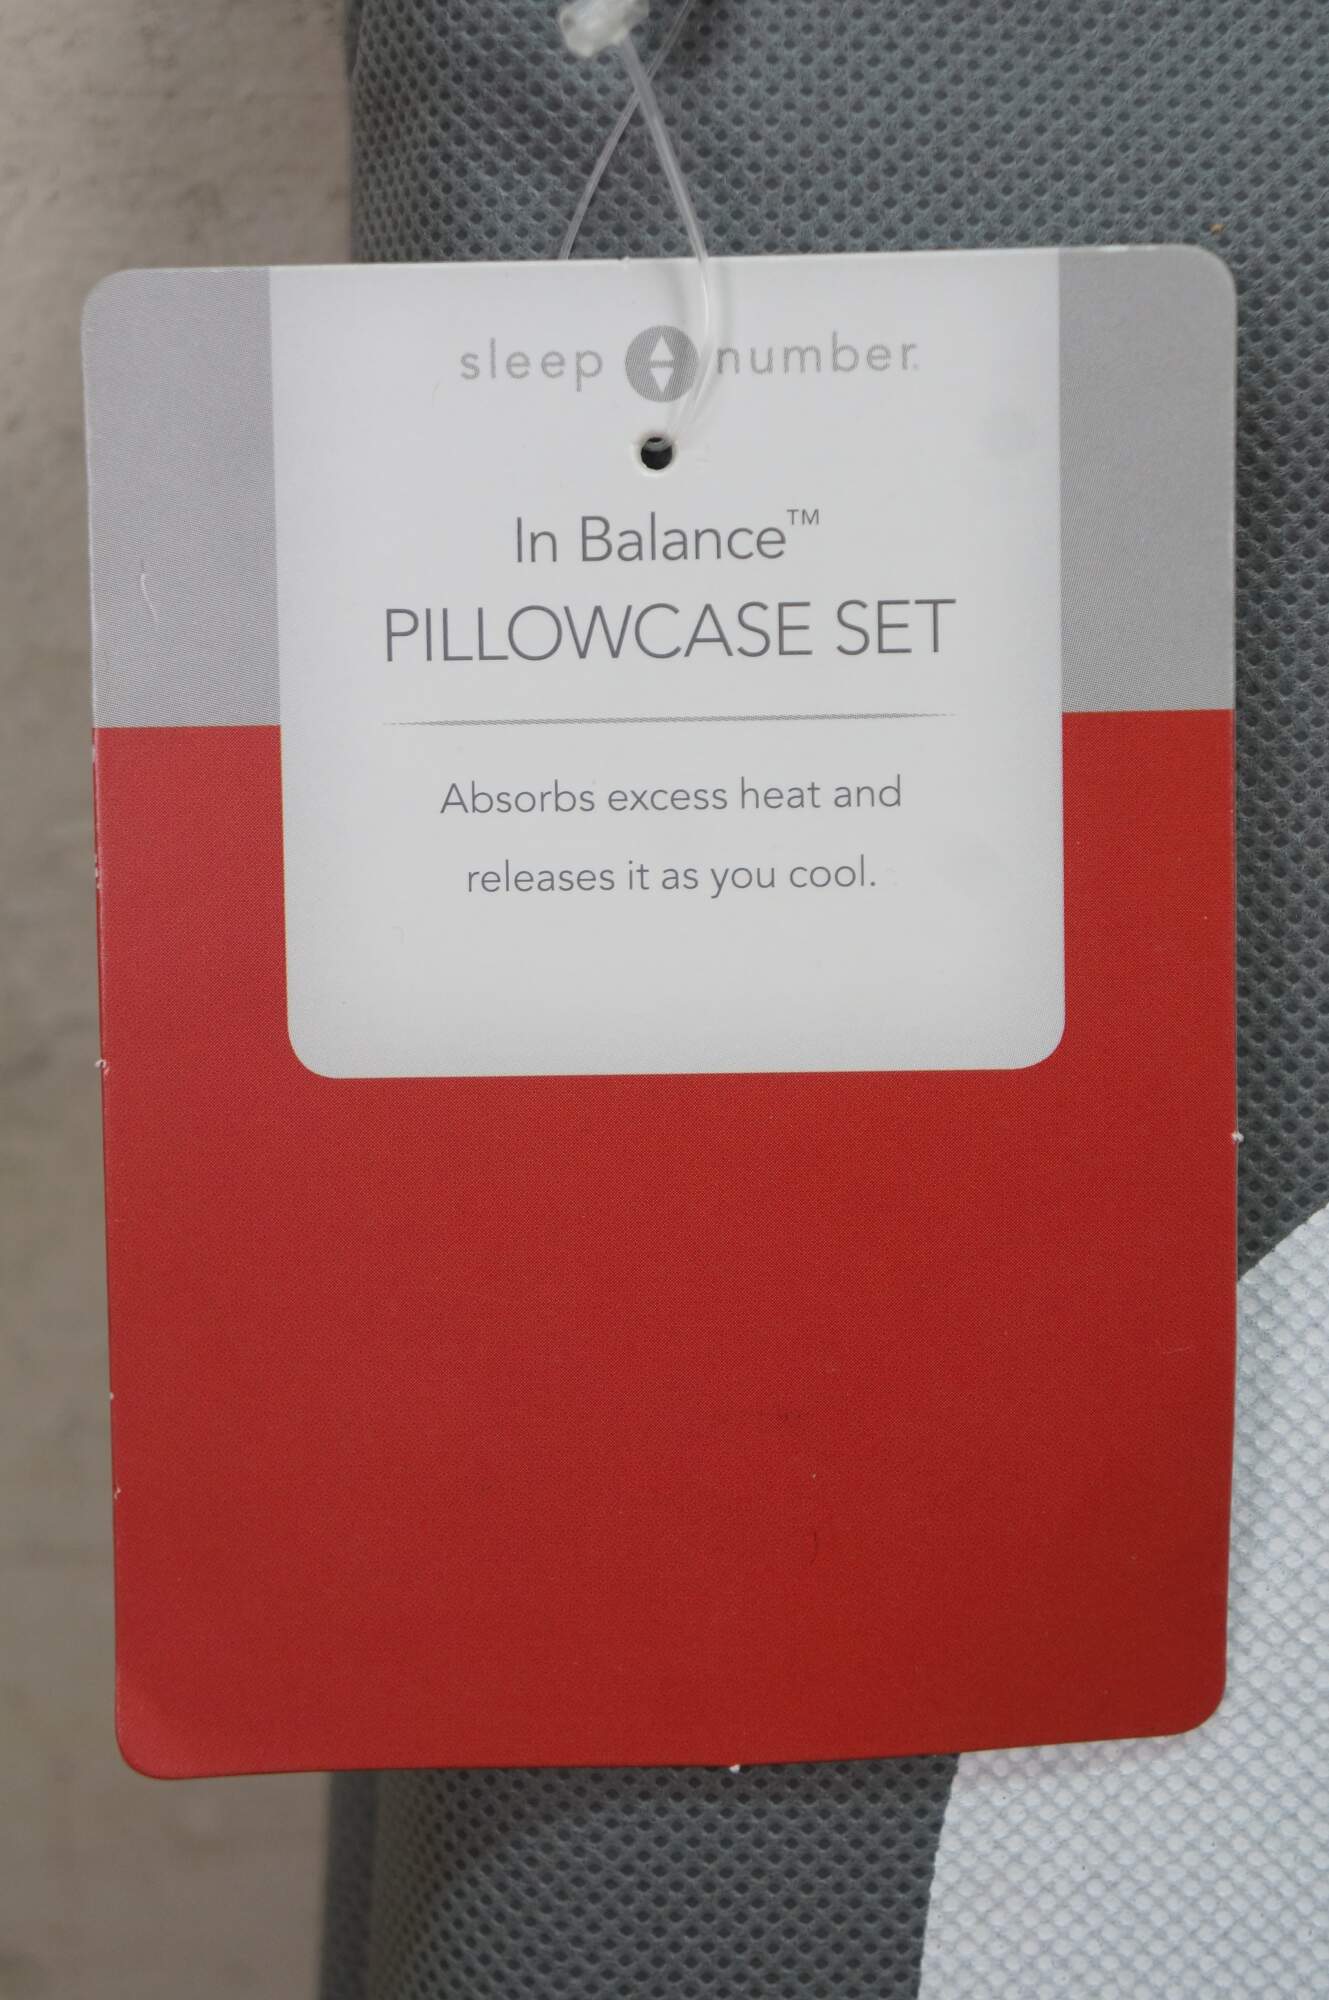 sleep number.
In Balance™
PILLOWCASE SET
Absorbs excess heat and
releases it as you cool.